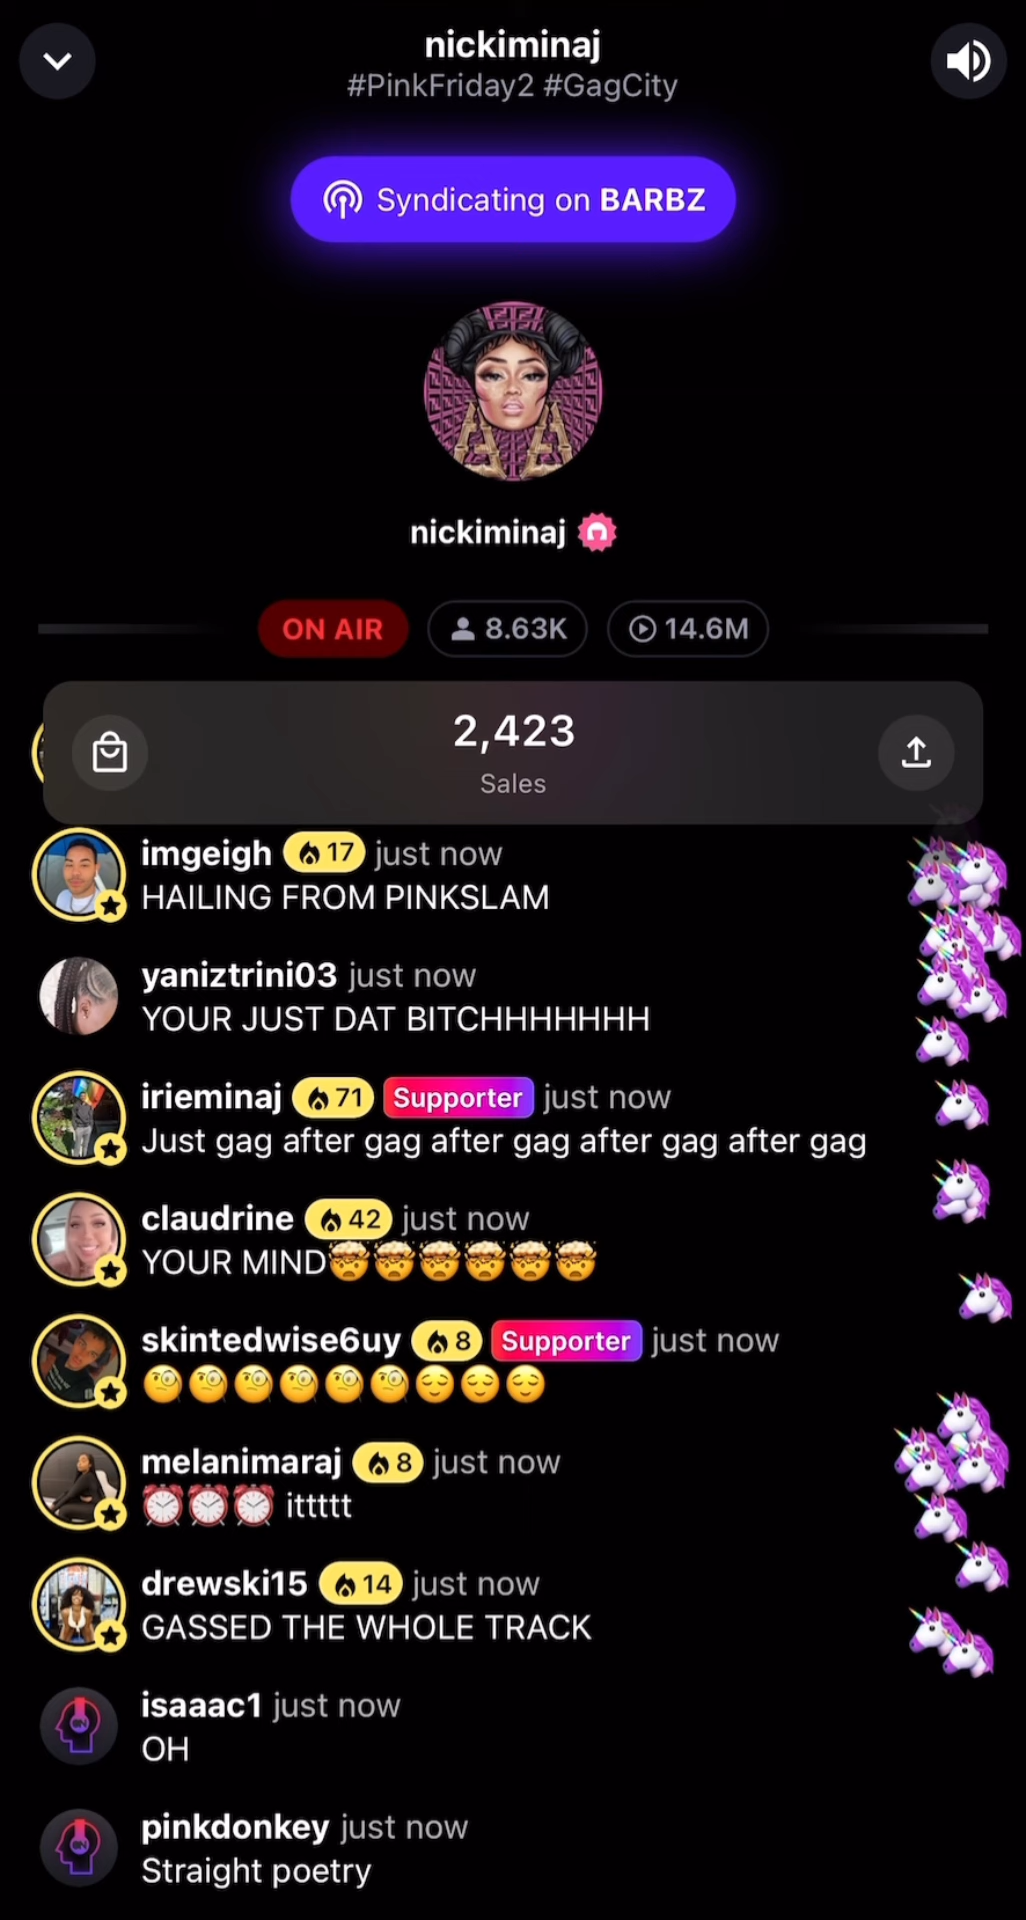 nickiminaj
#PinkFriday2 #GagCity
Syndicating on BARBZ
nickiminaj
ON AIR 8.63K 14.6M
2,423
Sales
imgeigh 17 just now
HAILING FROM PINKSLAM
yaniztrini03 just now
YOUR JUST DAT BITCHHHHHHH
irieminaj 71 Supporter just now
Just gag after gag after gag after gag after gag
claudrine 42 just now
YOUR MIND🤯🤯🤯🤯🤯🤯
skintedwise6uy 8 Supporter just now
🧐🧐🧐🧐🧐🧐😌😌😌
melanimaraj 8 just now
⏰⏰⏰ ittttt
drewski15 14 just now
GASSED THE WHOLE TRACK
isaaac1 just now
OH
pinkdonkey just now
Straight poetry